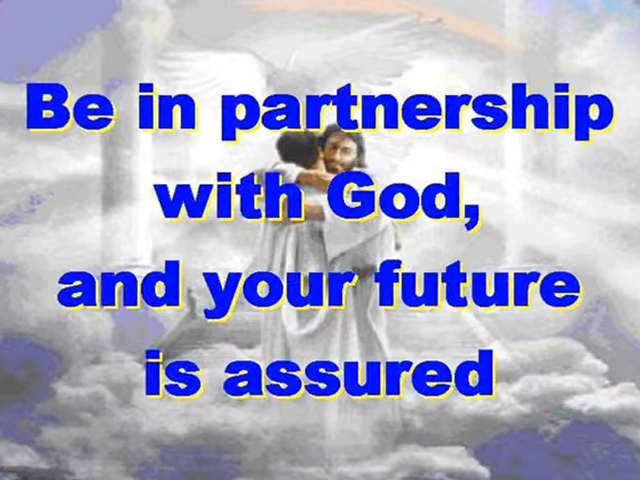 Be in partnership
with God,
and your future
is assured